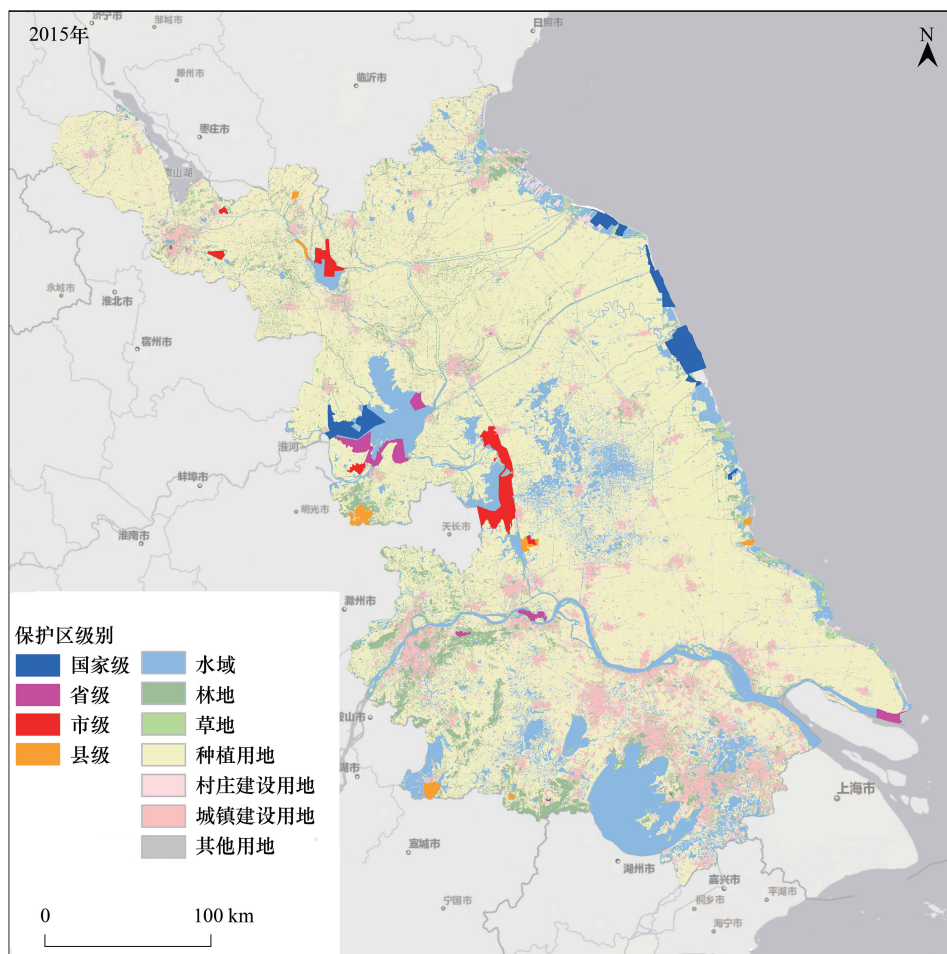 济宁市
邹城市
日照市
2015年
N
滕州市
临沂市
枣庄市
微山湖
永城市
淮北市
宿州市
淮河
蚌埠市
明光市
天长市
淮南市
滁州市
保护区级别
国家级
水域
省级
林地
市级
草地
县级
种植用地
村庄建设用地
城镇建设用地
其他用地
鞍山市
湖市
上海市
宣城市
湖州市
嘉兴市
平湖市
宁国市
桐乡市
海宁市
0
100 km